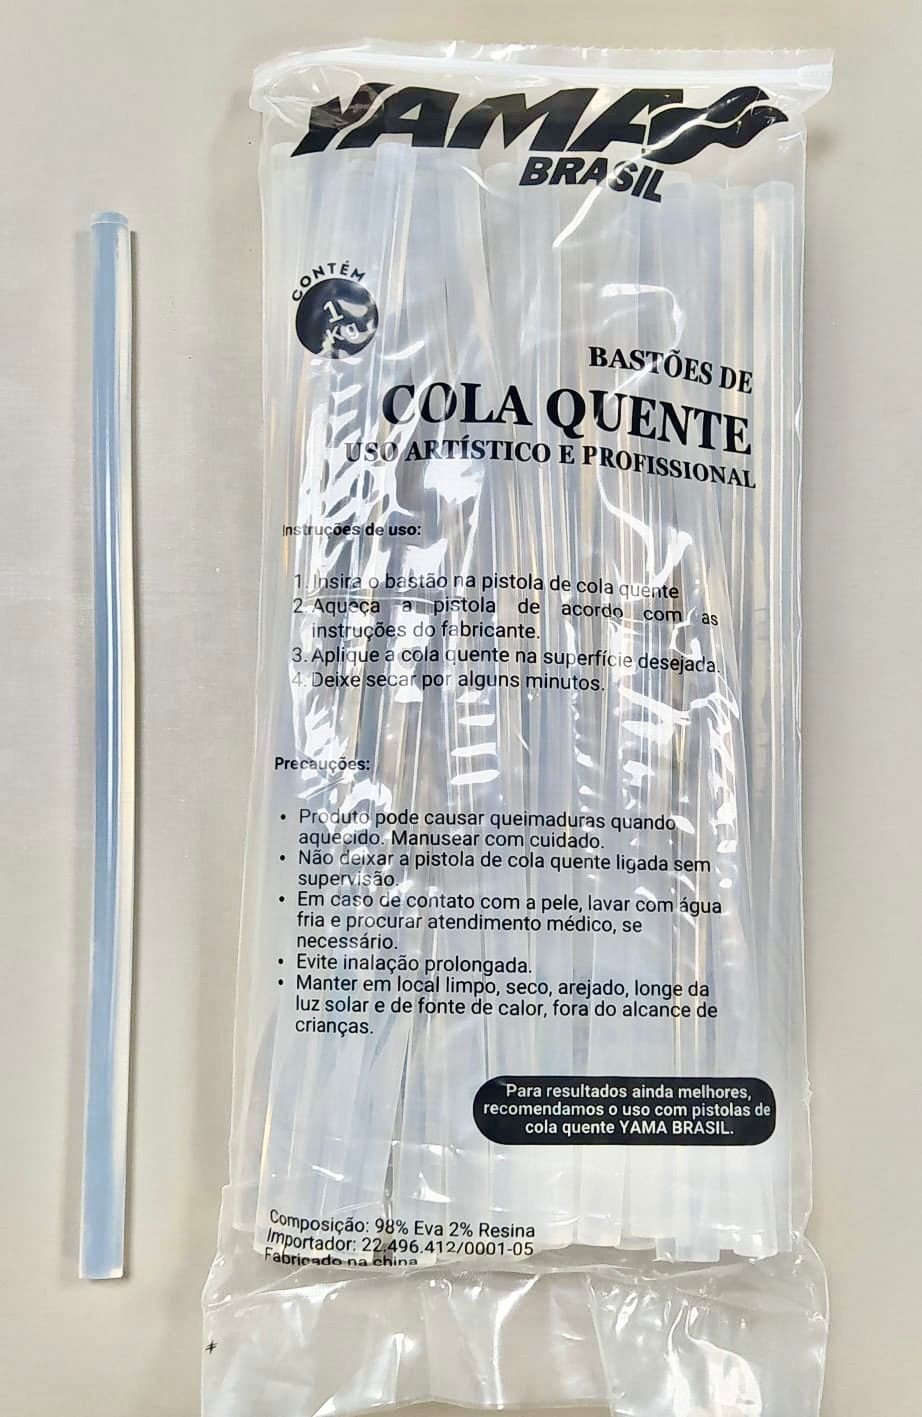 YAMA
BRASIL
CONTÉM
1
Kg
BASTÕES DE
COLA QUENTE
USO ARTÍSTICO E PROFISSIONAL
Instruções de uso:
1. Insira o bastão na pistola de cola quente
2. Aqueça a pistola de acordo com as
instruções do fabricante.
3. Aplique a cola quente na superfície desejada.
4. Deixe secar por alguns minutos.
Precauções:
• Produto pode causar queimaduras quando
aquecido. Manusear com cuidado.
• Não deixar a pistola de cola quente ligada sem
supervisão.
• Em caso de contato com a pele, lavar com água
fria e procurar atendimento médico, se
necessário.
• Evite inalação prolongada.
• Manter em local limpo, seco, arejado, longe da
luz solar e de fonte de calor, fora do alcance de
crianças.
Para resultados ainda melhores,
recomendamos o uso com pistolas de
cola quente YAMA BRASIL.
Composição: 98% Eva 2% Resina
Importador: 22.496.412/0001-05
Fabricado na china